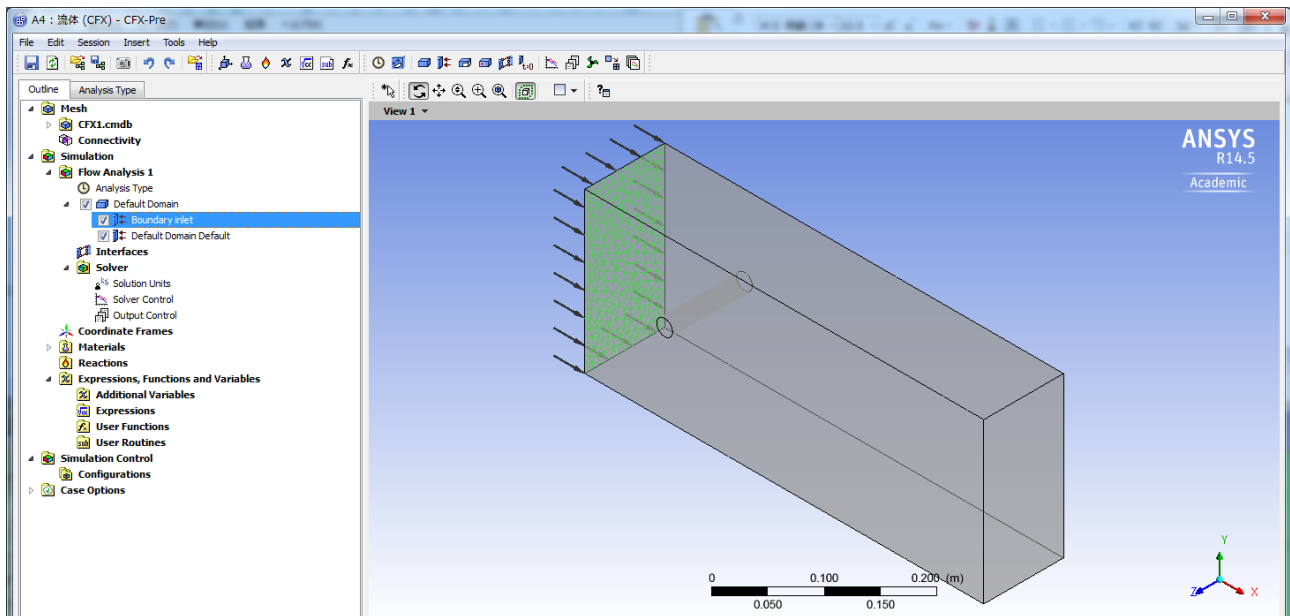 A4 : 流体 (CFX) - CFX-Pre
File Edit Session Insert Tools Help
Outline Analysis Type
Mesh
CFX1.cmdb
Connectivity
Simulation
Flow Analysis 1
Analysis Type
Default Domain
Boundary inlet
Default Domain Default
Interfaces
Solver
Solution Units
Solver Control
Output Control
Coordinate Frames
Materials
Reactions
Expressions, Functions and Variables
Additional Variables
Expressions
User Functions
User Routines
Simulation Control
Configurations
Case Options
View 1
ANSYS
R14.5
Academic
0 0.100 0.200 (m)
0.050 0.150
Y
Z X